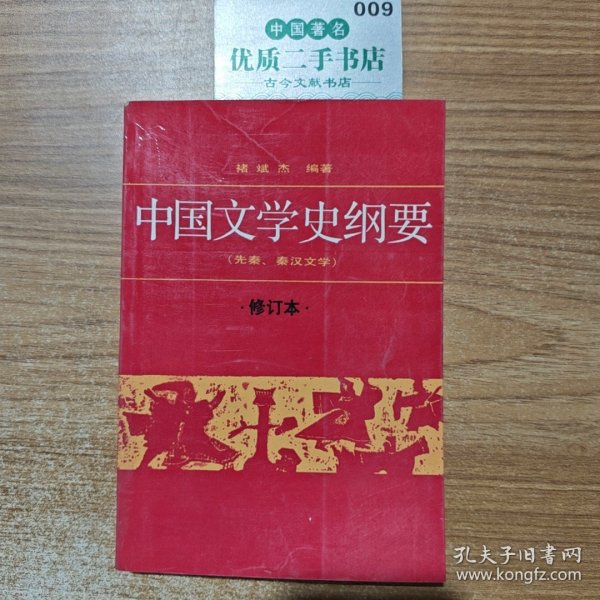 009
中国著名
优质二手书店
古今文献书店
褚斌杰 编著
中国文学史纲要
(先秦、秦汉文学)
·修订本·
孔夫子旧书网
www.kongfz.com